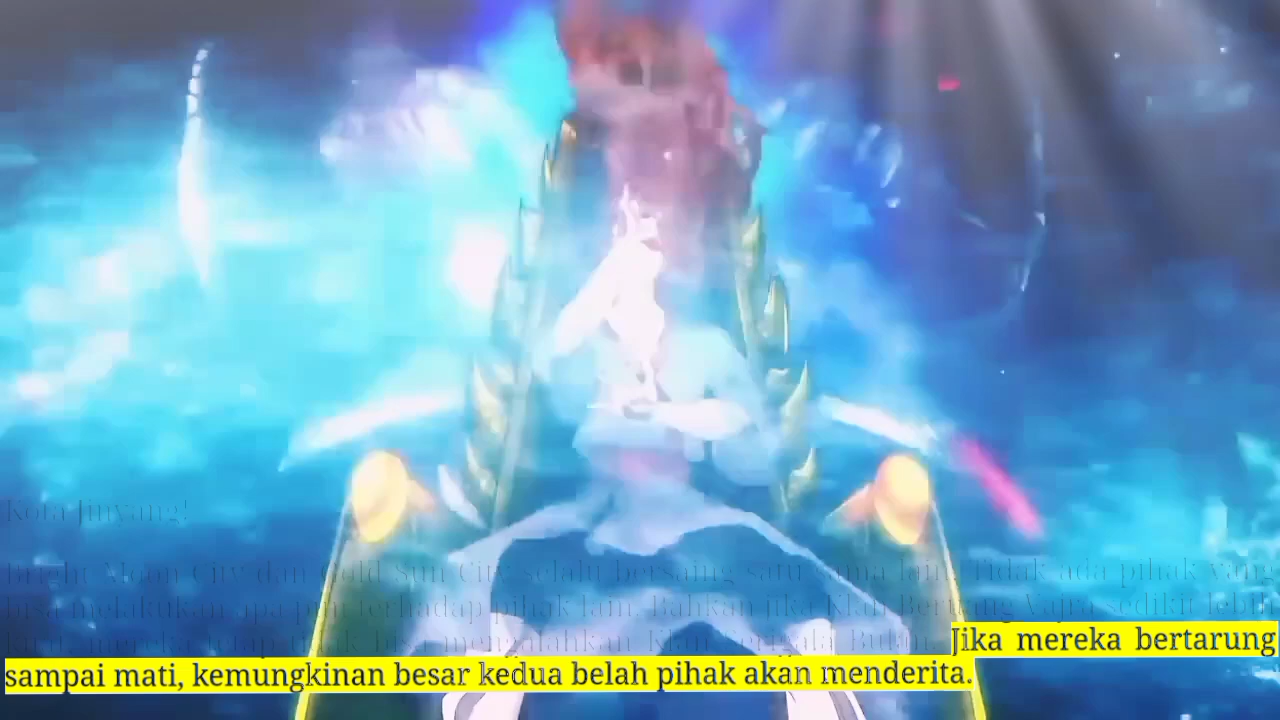 Kota Jinyang!
Bright Moon City dan Gold Sun City selalu bersaing satu sama lain. Tidak ada pihak yang
bisa melakukan apa pun terhadap pihak lain. Bahkan jika Klan Beruang Vajra sedikit lebih
mereka tetap tidak bisa mengalahkan Klan Serigala Bulan. Jika mereka bertarung
sampai mati, kemungkinan besar kedua belah pihak akan menderita.